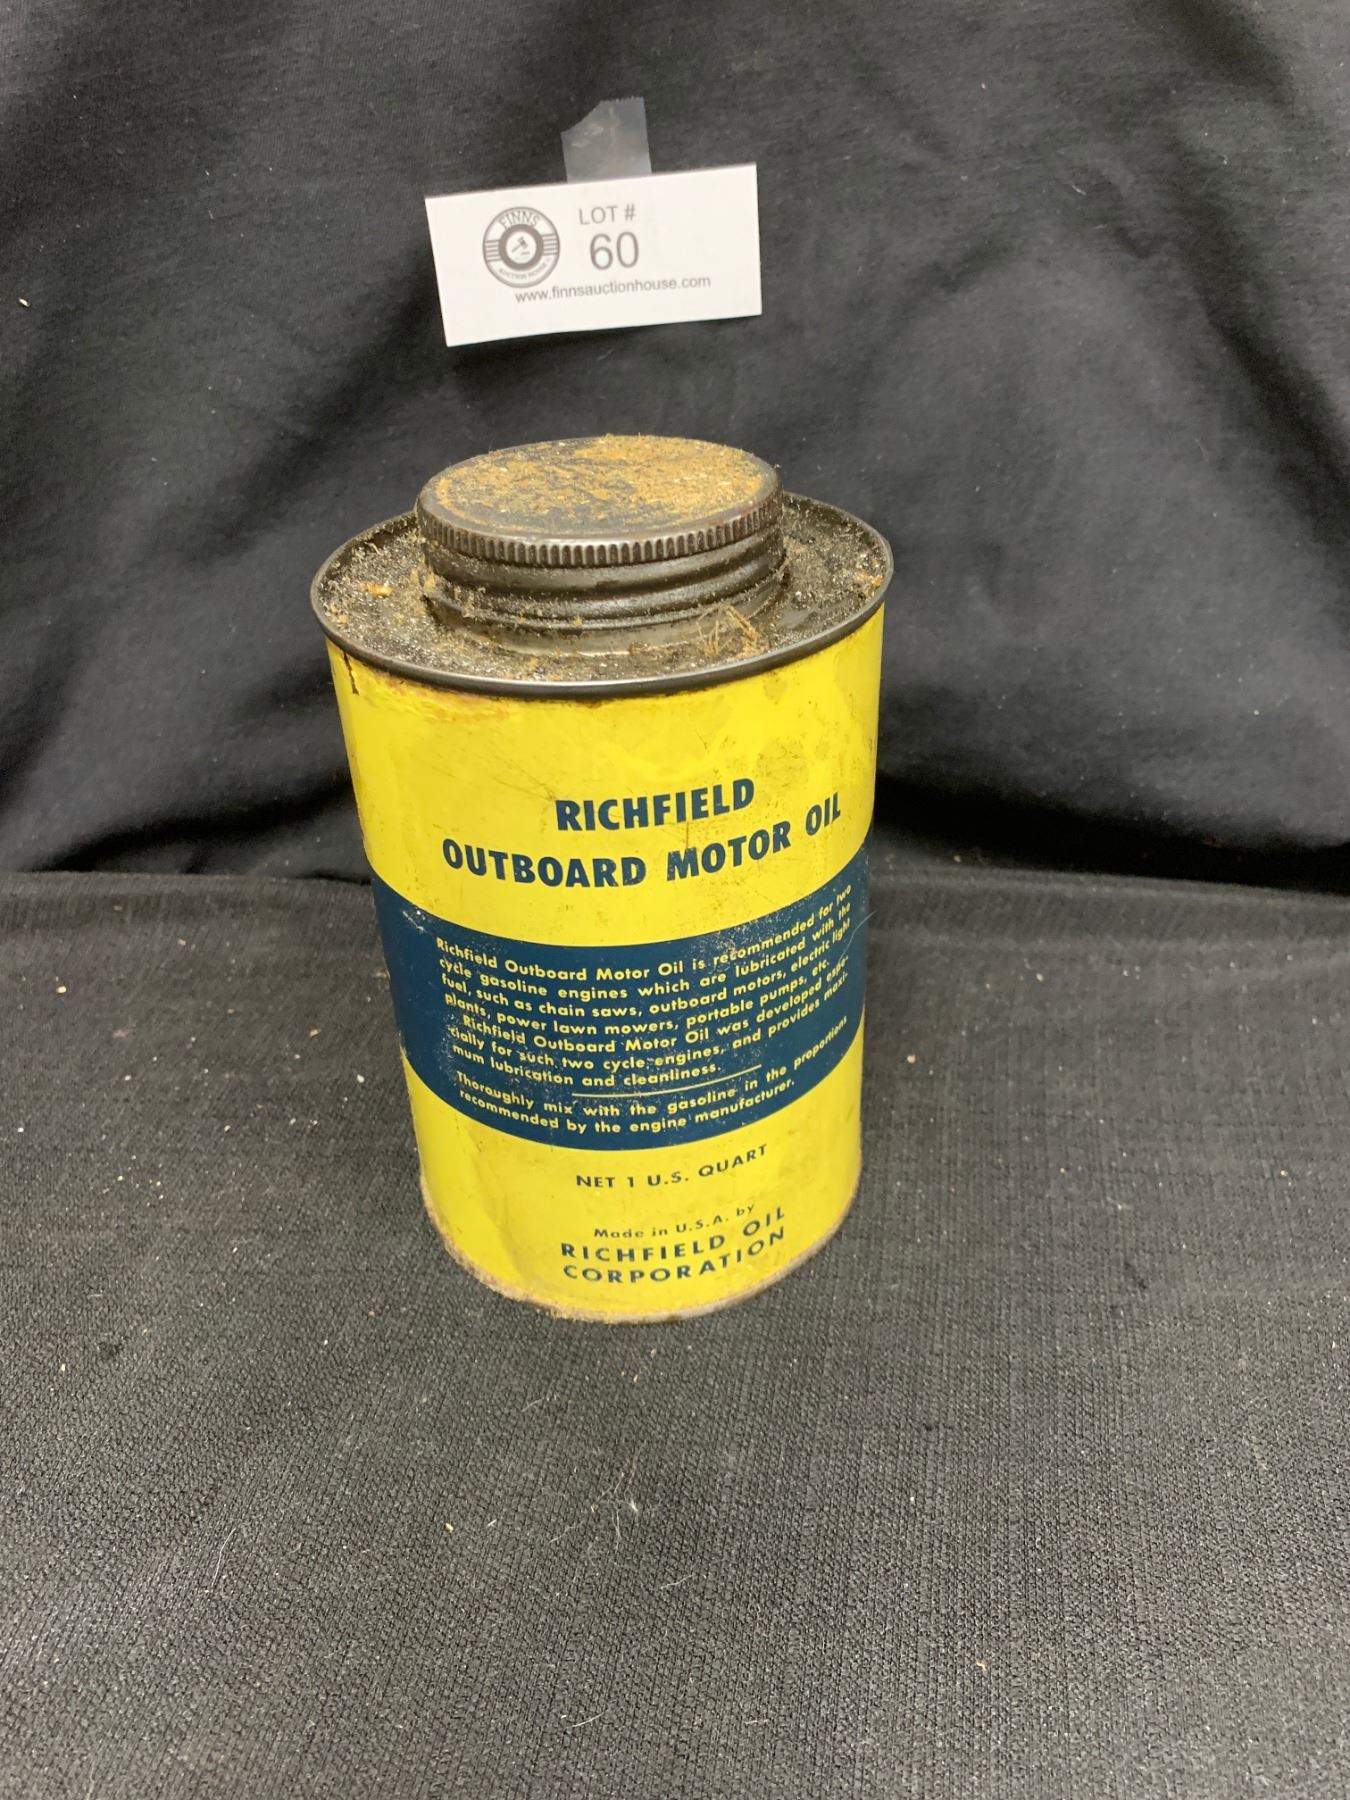 FINNS
AUCTION HOUSE
LOT #
60
www.finnsauctionhouse.com
RICHFIELD
OUTBOARD MOTOR OIL
Richfield Outboard Motor Oil is recommended for two
cycle gasoline engines which are lubricated with the
fuel, such as chain saws, outboard motors, electric light
plants, power lawn mowers, portable pumps, etc.
Richfield Outboard Motor Oil was developed espe-
cially for such two cycle engines, and provides maxi-
mum lubrication and cleanliness.
Thoroughly mix with the gasoline in the proportions
recommended by the engine manufacturer.
NET 1 U.S. QUART
Made in U.S.A. by
RICHFIELD OIL
CORPORATION